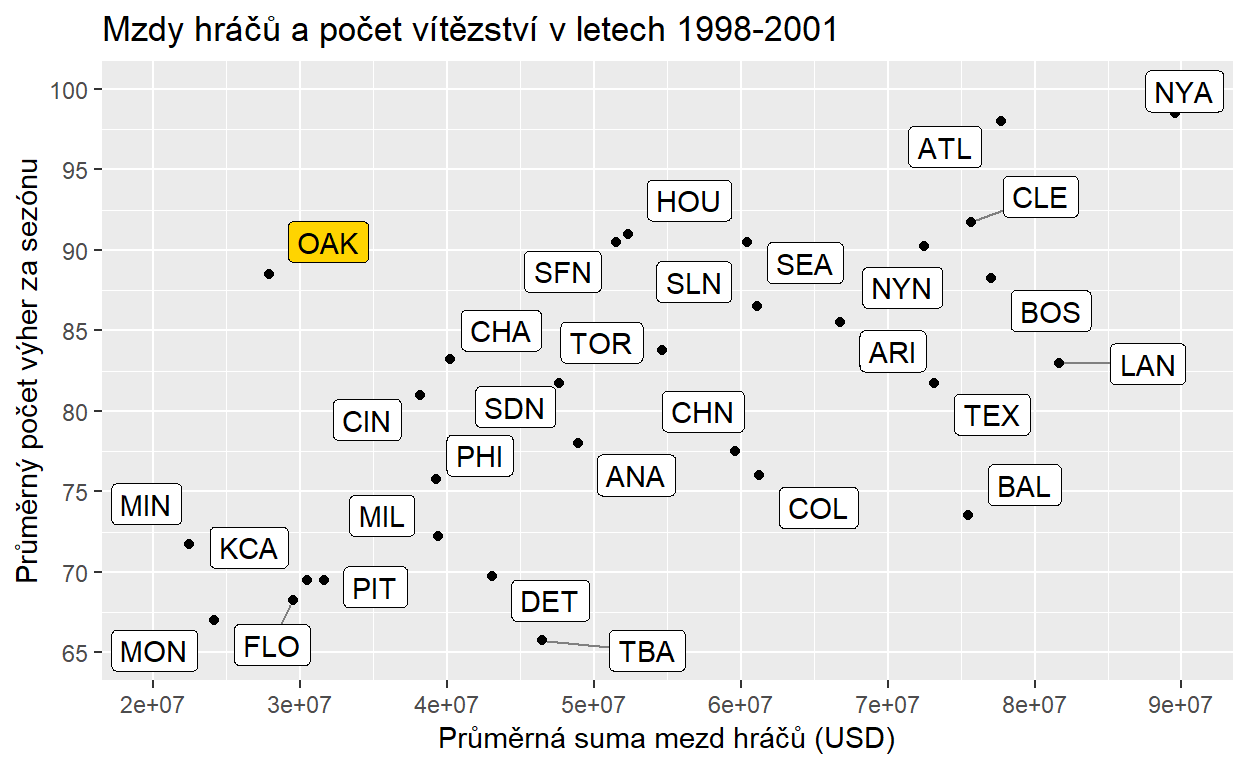 Mzdy hráčů a počet vítězství v letech 1998-2001
Průměrný počet výher za sezónu
100
95
90
85
80
75
70
65
NYA
ATL
CLE
HOU
OAK
SFN
SLN
SEA
NYN
BOS
CHA
TOR
ARI
LAN
CIN
SDN
CHN
TEX
PHI
ANA
BAL
MIN
MIL
COL
KCA
PIT
DET
MON
FLO
TBA
2e+07
3e+07
4e+07
5e+07
6e+07
7e+07
8e+07
9e+07
Průměrná suma mezd hráčů (USD)